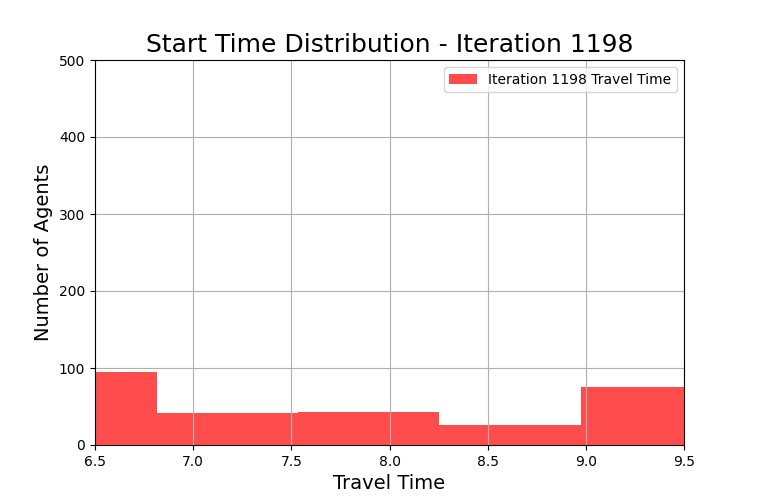 Start Time Distribution - Iteration 1198
Iteration 1198 Travel Time
Number of Agents
500
400
300
200
100
0
6.5 7.0 7.5 8.0 8.5 9.0 9.5
Travel Time